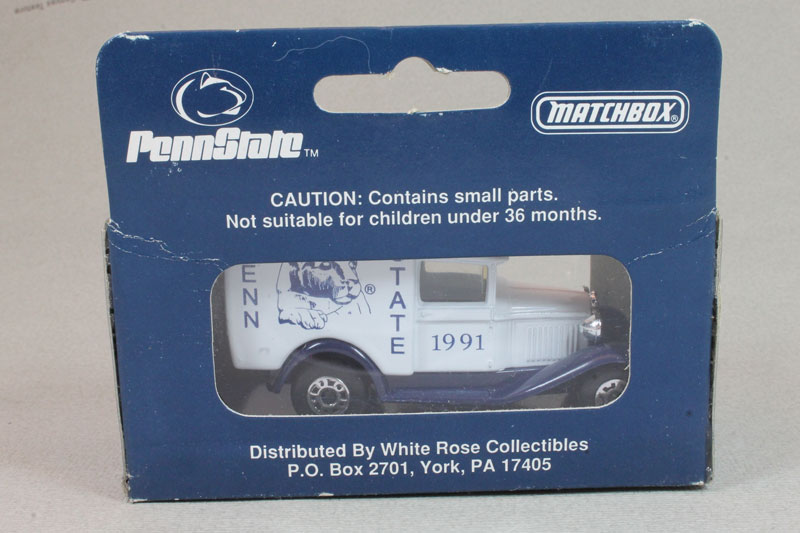 PennState™
MATCHBOX®
CAUTION: Contains small parts.
Not suitable for children under 36 months.
ENN
®
TATE
1991
Distributed By White Rose Collectibles
P.O. Box 2701, York, PA 17405